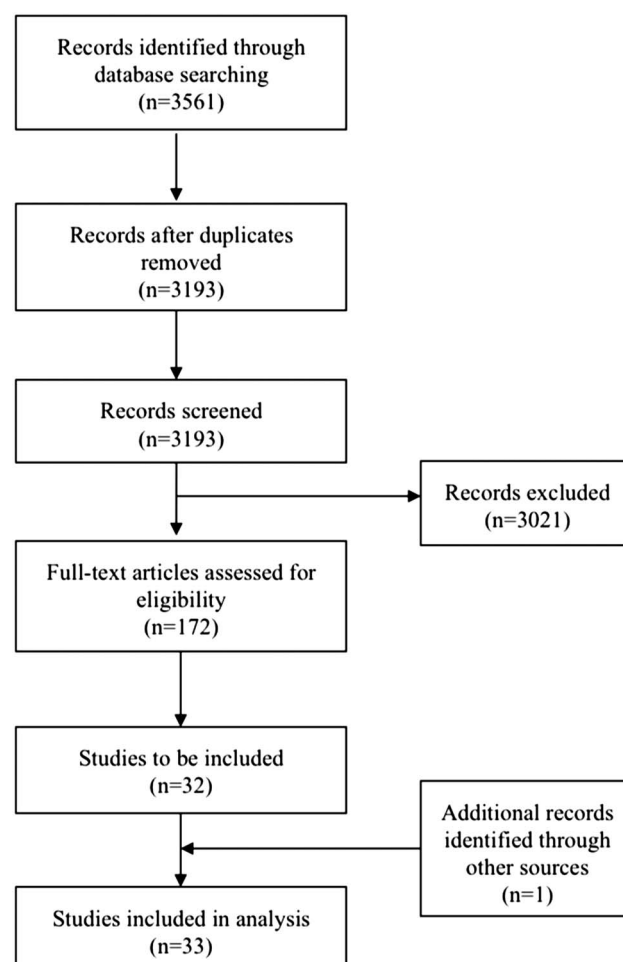 Records identified through
database searching
(n=3561)
Records after duplicates
removed
(n=3193)
Records screened
(n=3193)
Records excluded
(n=3021)
Full-text articles assessed for
eligibility
(n=172)
Studies to be included
(n=32)
Additional records
identified through
other sources
(n=1)
Studies included in analysis
(n=33)